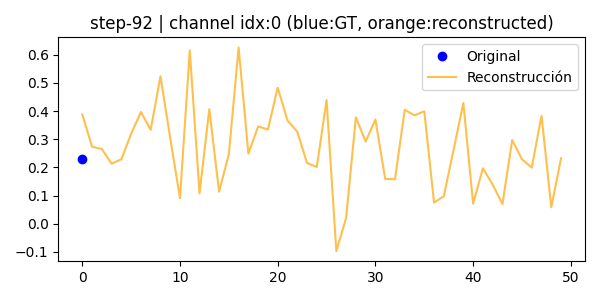 step-92 | channel idx:0 (blue:GT, orange:reconstructed)
Original
Reconstrucción
0.6
0.5
0.4
0.3
0.2
0.1
0.0
−0.1
0 10 20 30 40 50